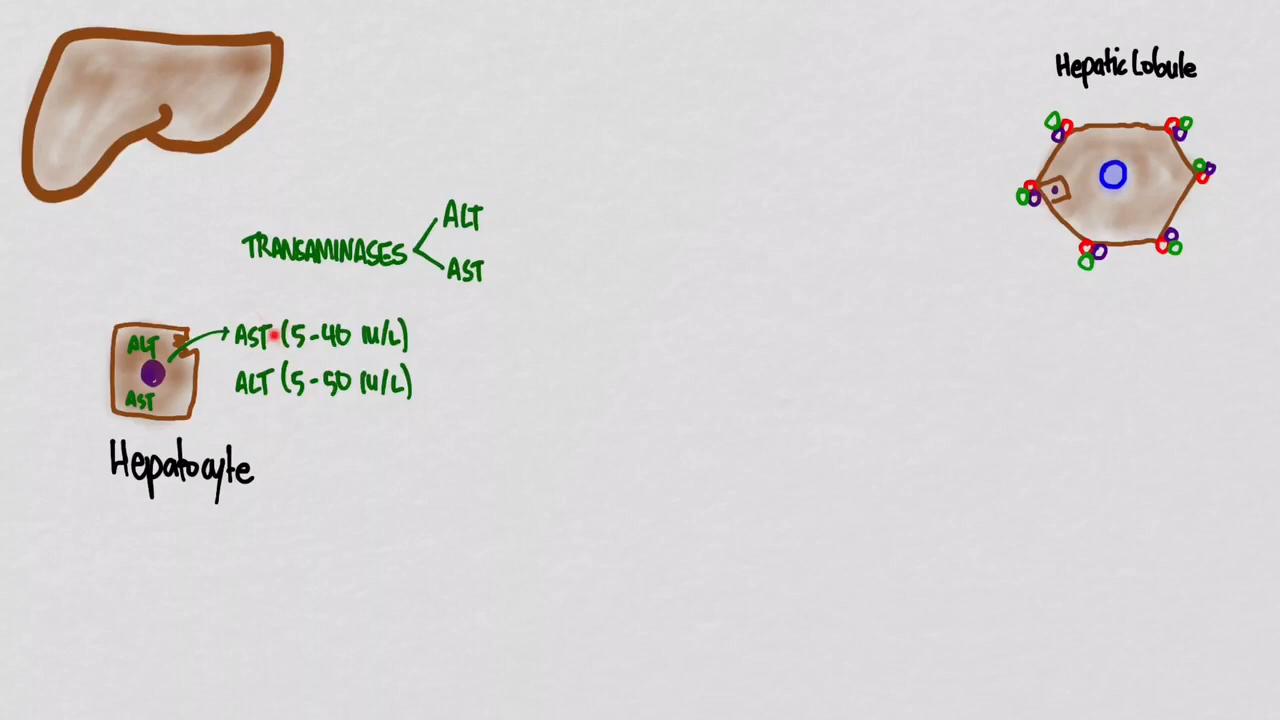 Hepatic Lobule
ALT
TRANSAMINASES
AST
AST (5-40 IU/L)
ALT
ALT (5-50 IU/L)
AST
Hepatocyte